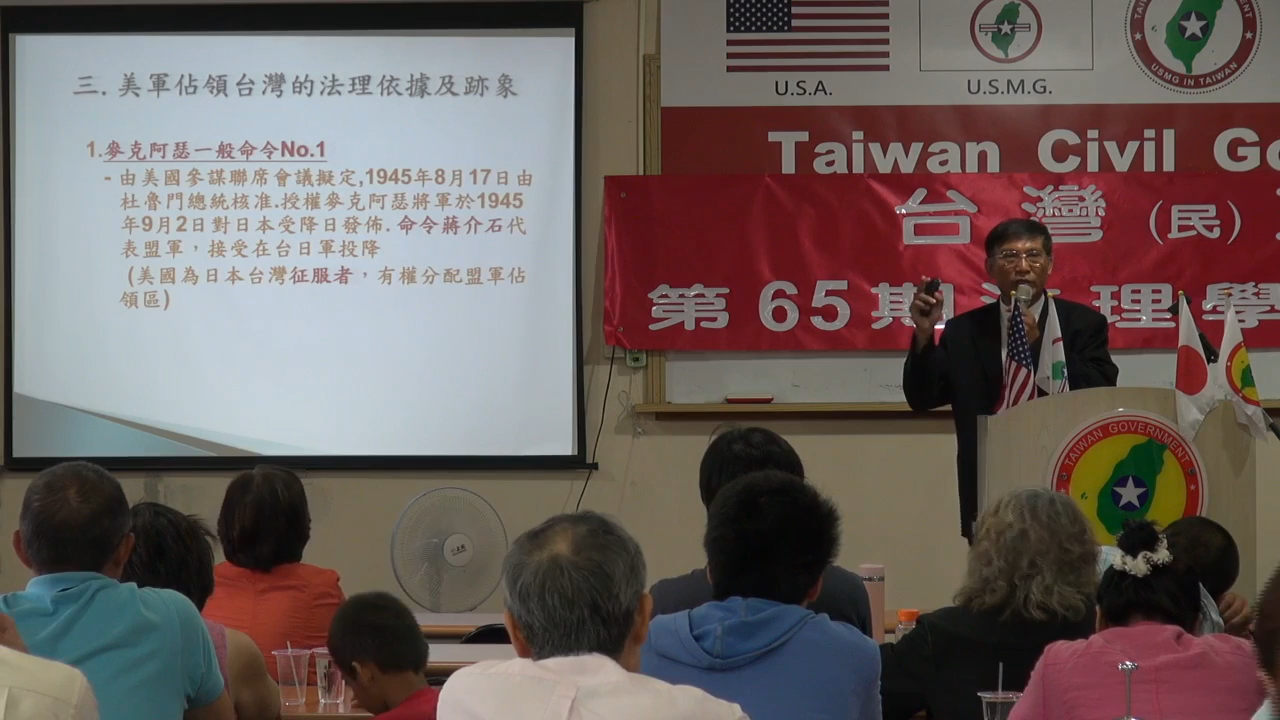 三. 美軍佔領台灣的法理依據及跡象
1.麥克阿瑟一般命令No.1
- 由美國參謀聯席會議擬定,1945年8月17日由
杜魯門總統核准.授權麥克阿瑟將軍於1945
年9月2日對日本受降日發佈. 命令蔣介石代
表盟軍，接受在台日軍投降
(美國為日本台灣征服者，有權分配盟軍佔
領區)
U.S.A.
U.S.M.G.
USMG IN TAIWAN
Taiwan Civil Go
台灣(民)
第65期法理學
TAIWAN GOVERNMENT